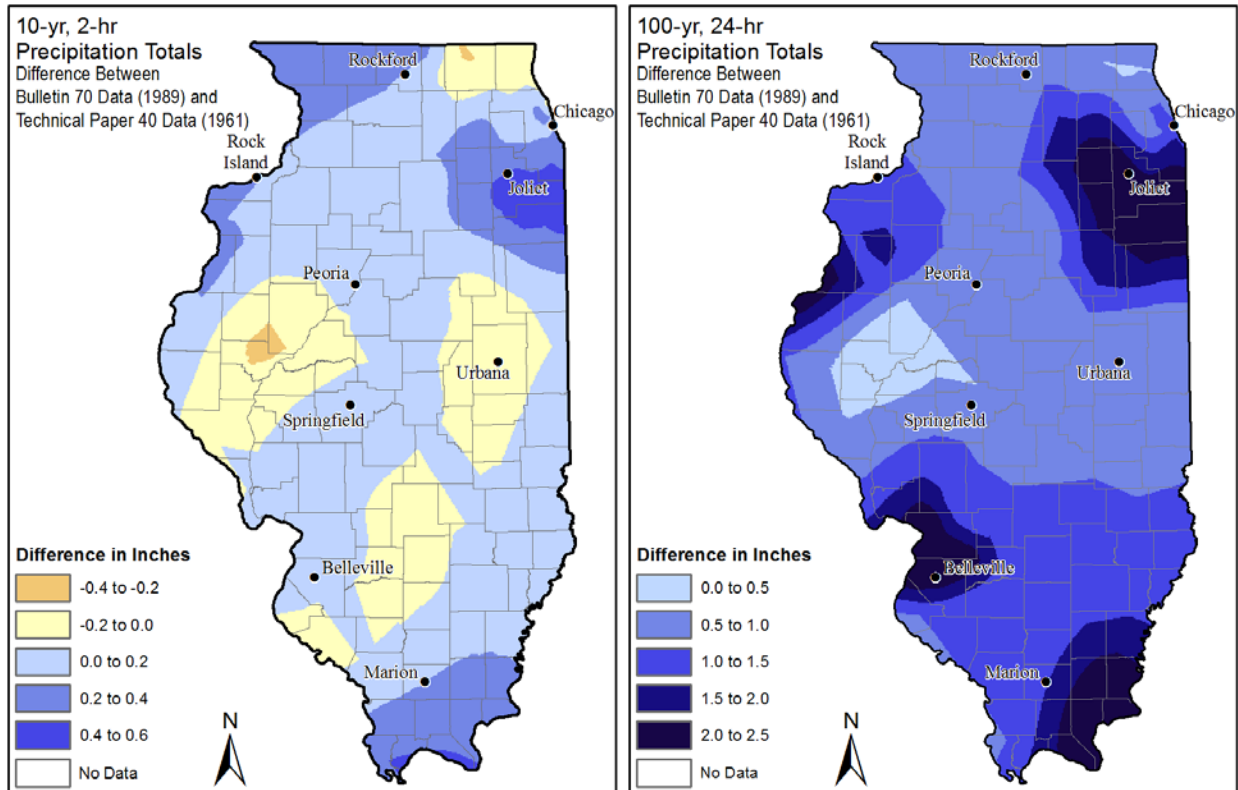 10-yr, 2-hr
Precipitation Totals
Difference Between
Bulletin 70 Data (1989) and
Technical Paper 40 Data (1961)
Rockford
Chicago
Rock
Island
Joliet
Peoria
Urbana
Springfield
Belleville
Marion
Difference in Inches
-0.4 to -0.2
-0.2 to 0.0
0.0 to 0.2
0.2 to 0.4
0.4 to 0.6
No Data
N
100-yr, 24-hr
Precipitation Totals
Difference Between
Bulletin 70 Data (1989) and
Technical Paper 40 Data (1961)
Rockford
Chicago
Rock
Island
Joliet
Peoria
Urbana
Springfield
Belleville
Marion
Difference in Inches
0.0 to 0.5
0.5 to 1.0
1.0 to 1.5
1.5 to 2.0
2.0 to 2.5
No Data
N